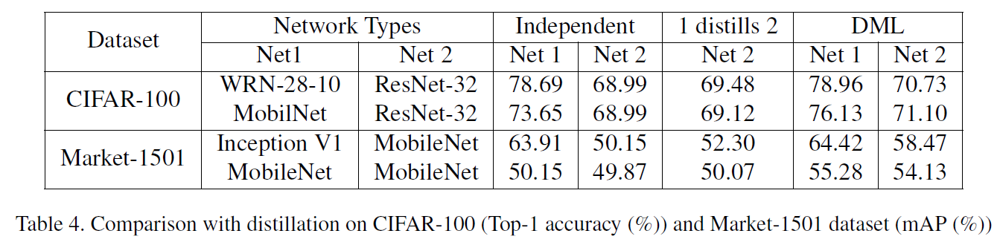 Dataset Network Types Independent 1 distills 2 DML
Net1 Net 2 Net 1 Net 2 Net 2 Net 1 Net 2
CIFAR-100 WRN-28-10 ResNet-32 78.69 68.99 69.48 78.96 70.73
MobilNet ResNet-32 73.65 68.99 69.12 76.13 71.10
Market-1501 Inception V1 MobileNet 63.91 50.15 52.30 64.42 58.47
MobileNet MobileNet 50.15 49.87 50.07 55.28 54.13
Table 4. Comparison with distillation on CIFAR-100 (Top-1 accuracy (%)) and Market-1501 dataset (mAP (%))